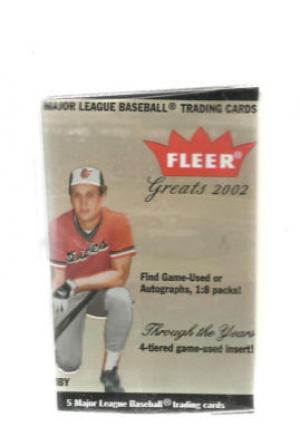 MAJOR LEAGUE BASEBALL® TRADING CARDS
FLEER®
Greats 2002
Find Game-Used or
Autographs, 1:8 packs!
Through the Years
4-tiered game-used insert!
5 Major League Baseball® trading cards